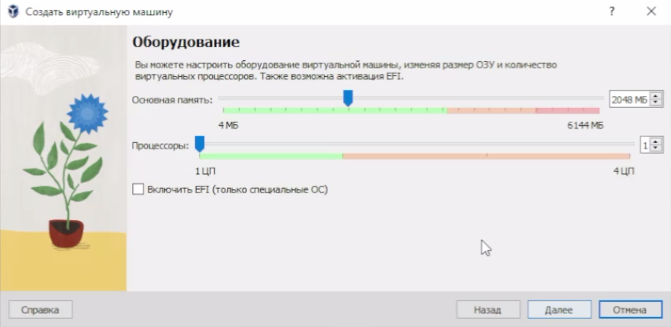 Создать виртуальную машину
Оборудование
Вы можете настроить оборудование виртуальной машины, изменяя размер ОЗУ и количество
виртуальных процессоров. Также возможна активация EFI.
Основная память:
2048 МБ
4 МБ
6144 МБ
Процессоры:
1
1 ЦП
4 ЦП
Включить EFI (только специальные ОС)
Справка
Назад
Далее
Отмена